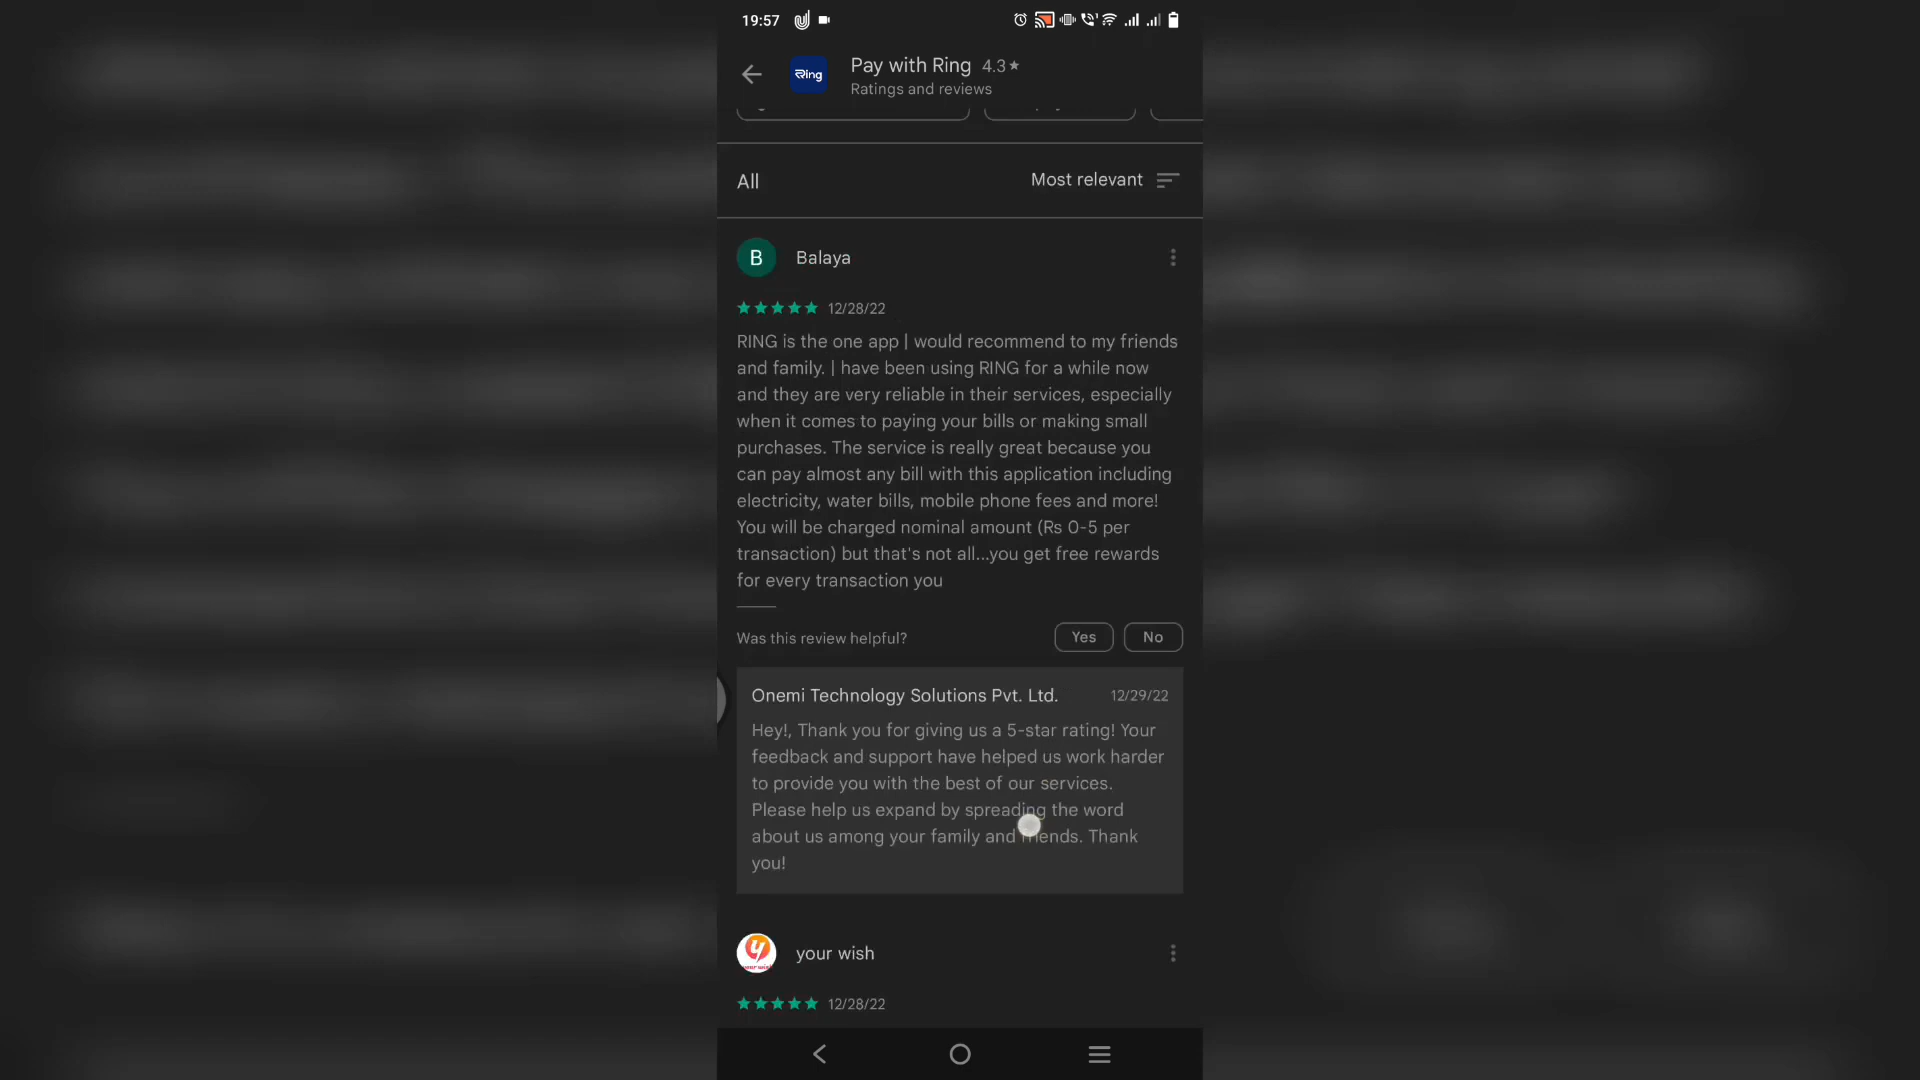 19:57
Ring
Pay with Ring 4.3★
Ratings and reviews
All
Most relevant
B
Balaya
12/28/22
RING is the one app | would recommend to my friends
and family. | have been using RING for a while now
and they are very reliable in their services, especially
when it comes to paying your bills or making small
purchases. The service is really great because you
can pay almost any bill with this application including
electricity, water bills, mobile phone fees and more!
You will be charged nominal amount (Rs 0-5 per
transaction) but that's not all...you get free rewards
for every transaction you
Was this review helpful?
Yes
No
Onemi Technology Solutions Pvt. Ltd. 12/29/22
Hey!, Thank you for giving us a 5-star rating! Your
feedback and support have helped us work harder
to provide you with the best of our services.
Please help us expand by spreading the word
about us among your family and friends. Thank
you!
your wish
12/28/22